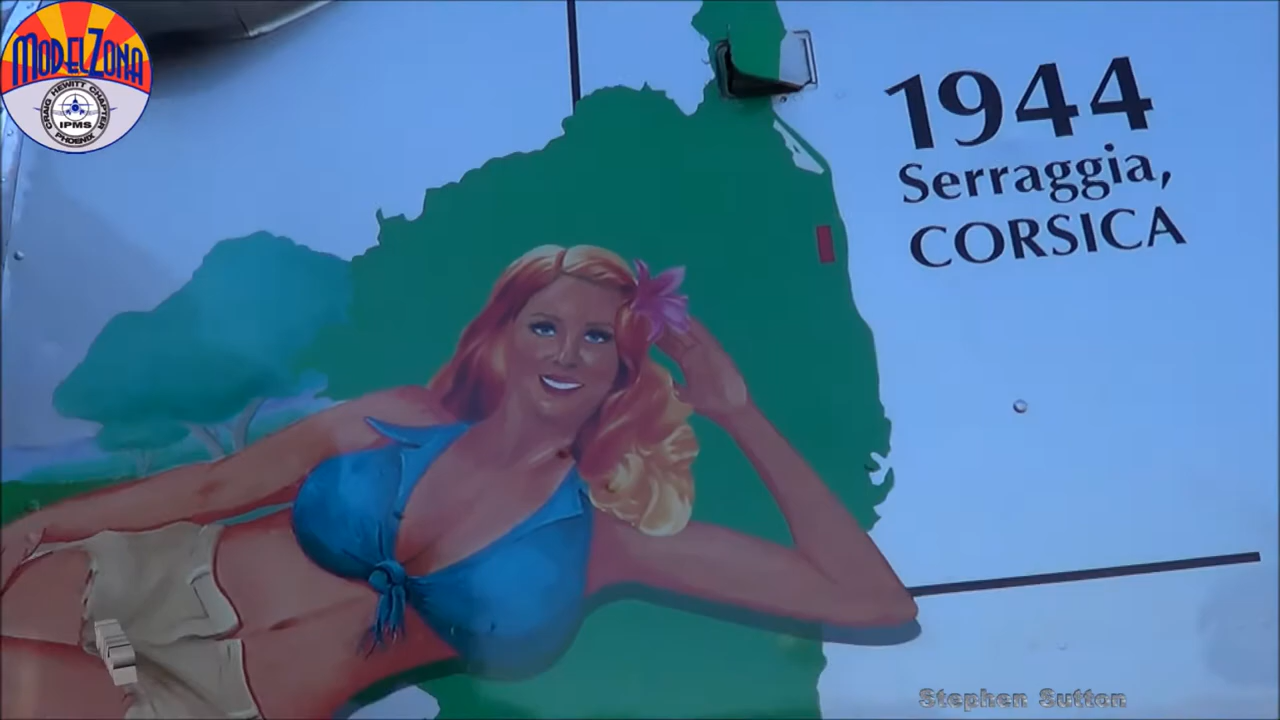 MODELZONA
CRAIG HEWITT CHAPTER
IPMS
PHOENIX
1944
Serraggia,
CORSICA
Stephen Sutton